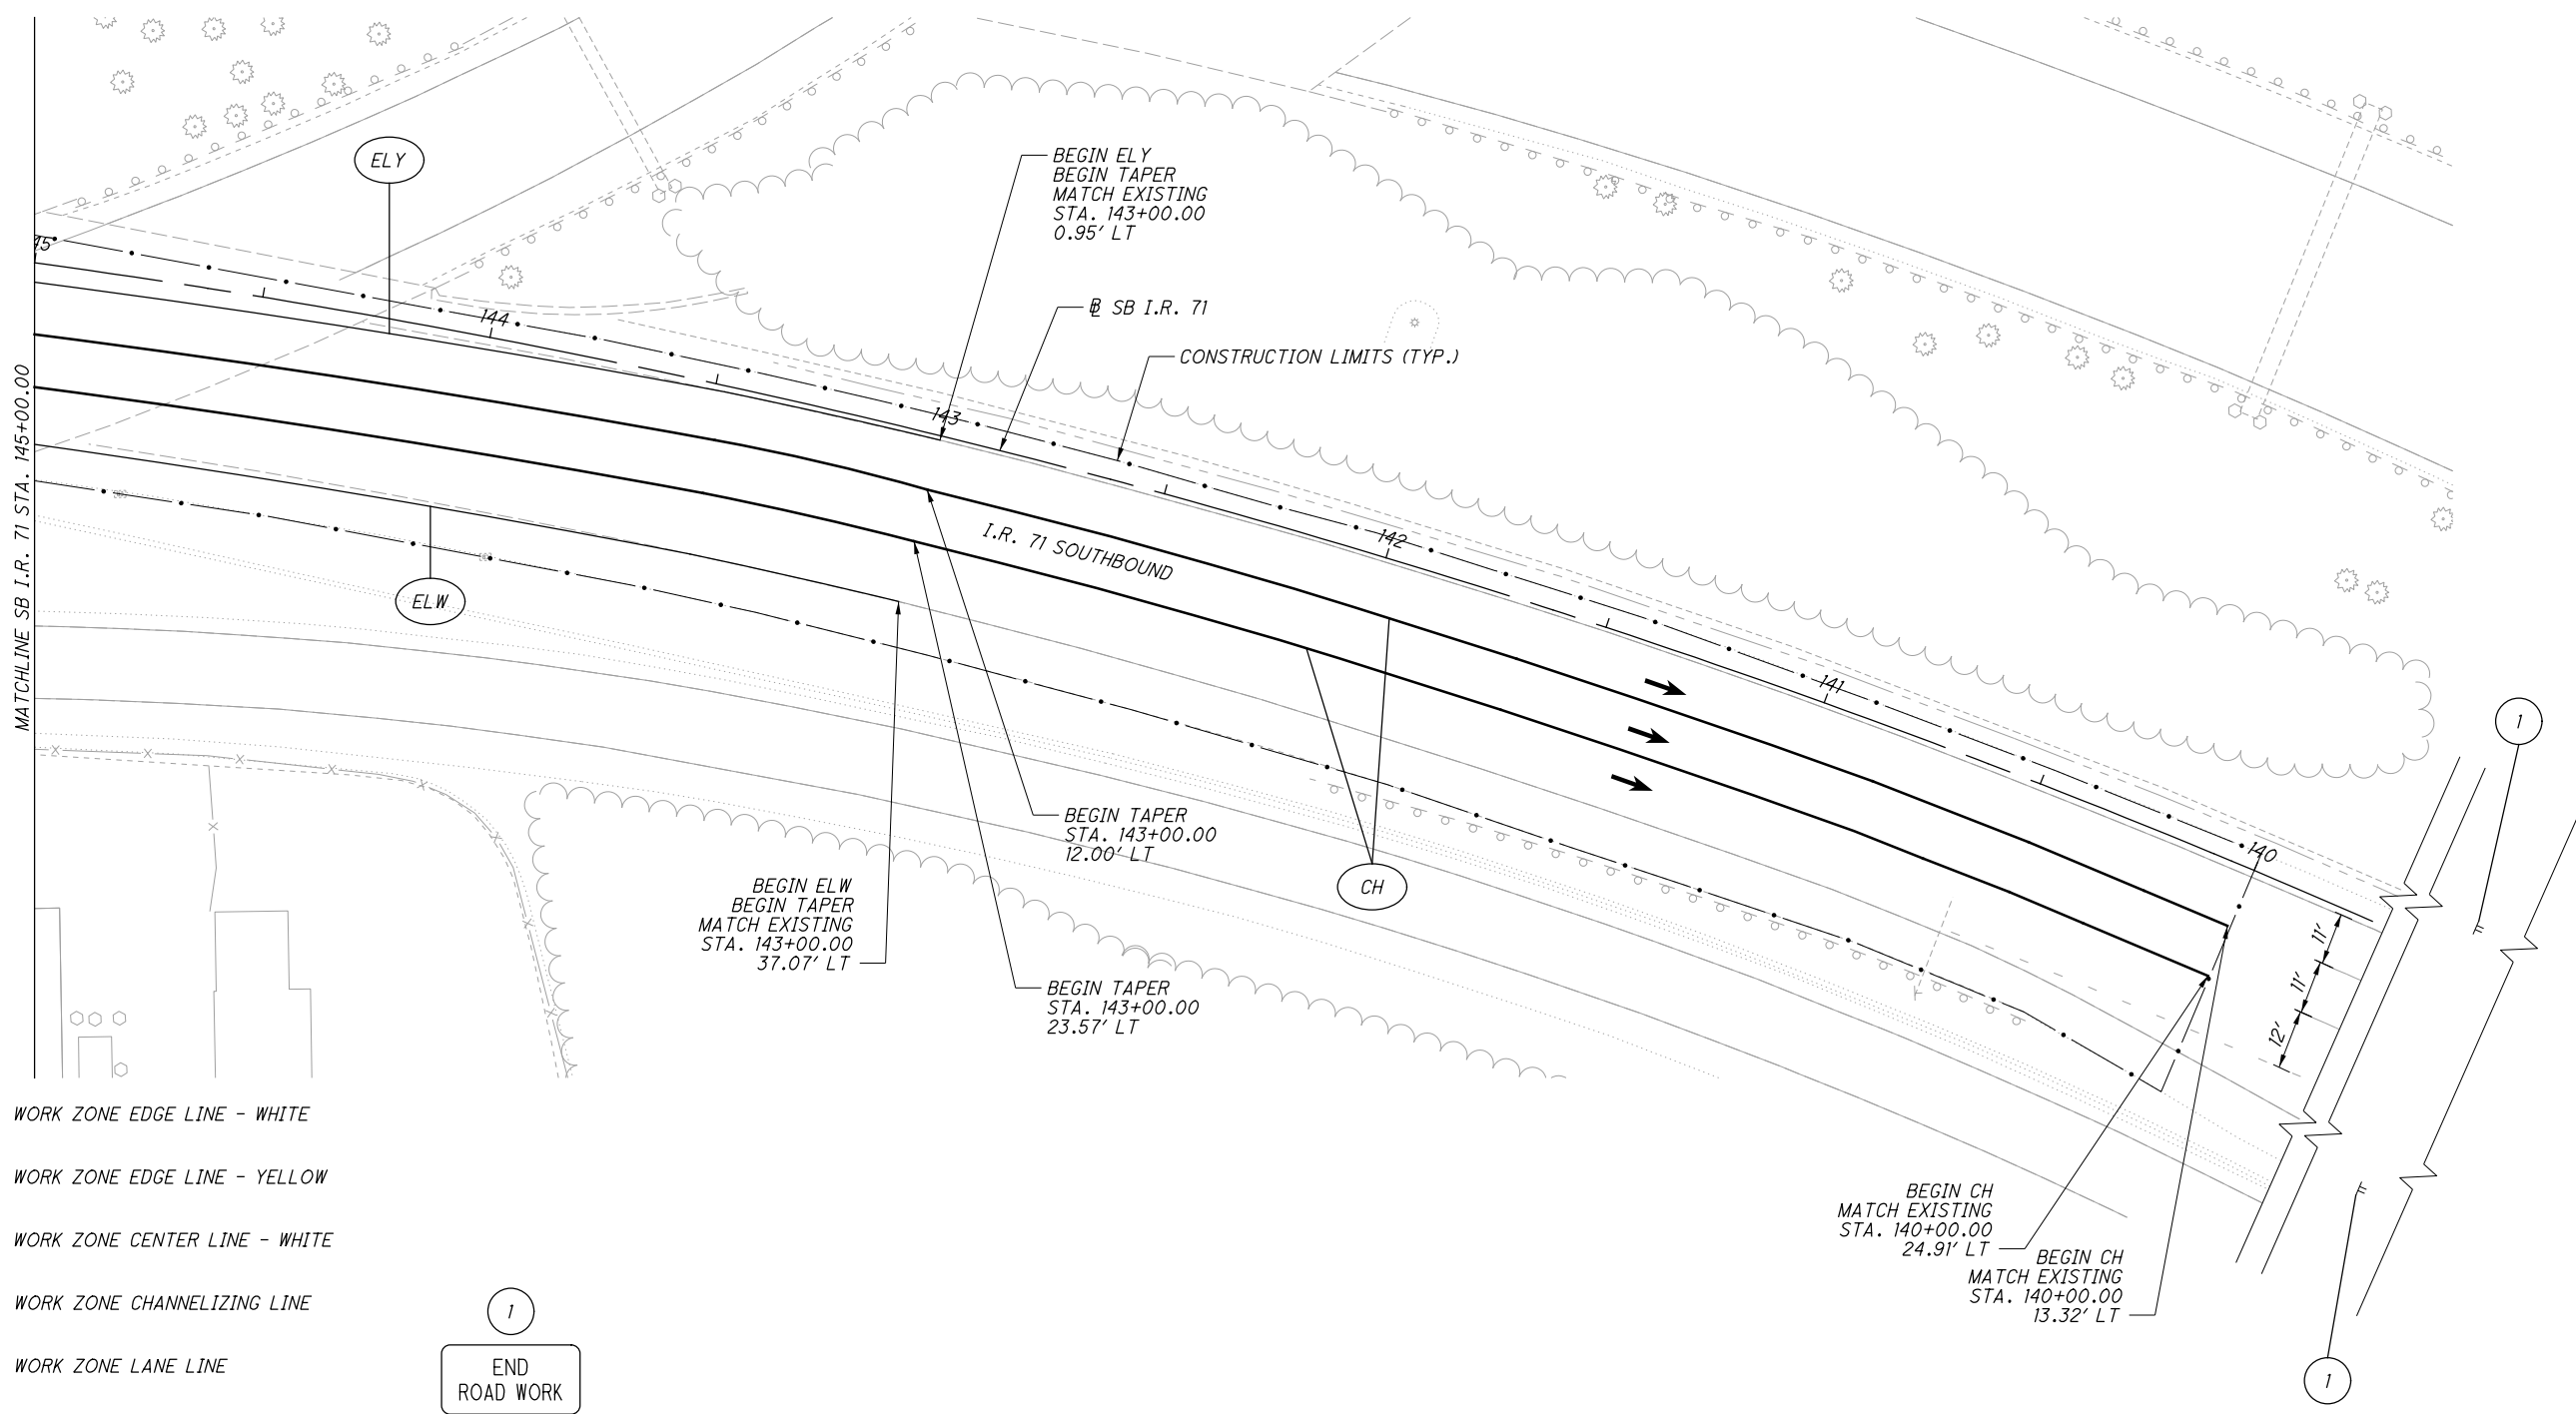 ELY
BEGIN ELY
BEGIN TAPER
MATCH EXISTING
STA. 143+00.00
0.95' LT
℄ SB I.R. 71
CONSTRUCTION LIMITS (TYP.)
144
143
142
141
140
MATCHLINE SB I.R. 71 STA. 145+00.00
I.R. 71 SOUTHBOUND
ELW
CH
1
BEGIN TAPER
STA. 143+00.00
12.00' LT
BEGIN ELW
BEGIN TAPER
MATCH EXISTING
STA. 143+00.00
37.07' LT
BEGIN TAPER
STA. 143+00.00
23.57' LT
11'
11'
12'
BEGIN CH
MATCH EXISTING
STA. 140+00.00
24.91' LT
BEGIN CH
MATCH EXISTING
STA. 140+00.00
13.32' LT
1
WORK ZONE EDGE LINE - WHITE
WORK ZONE EDGE LINE - YELLOW
WORK ZONE CENTER LINE - WHITE
WORK ZONE CHANNELIZING LINE
WORK ZONE LANE LINE
1
END
ROAD WORK